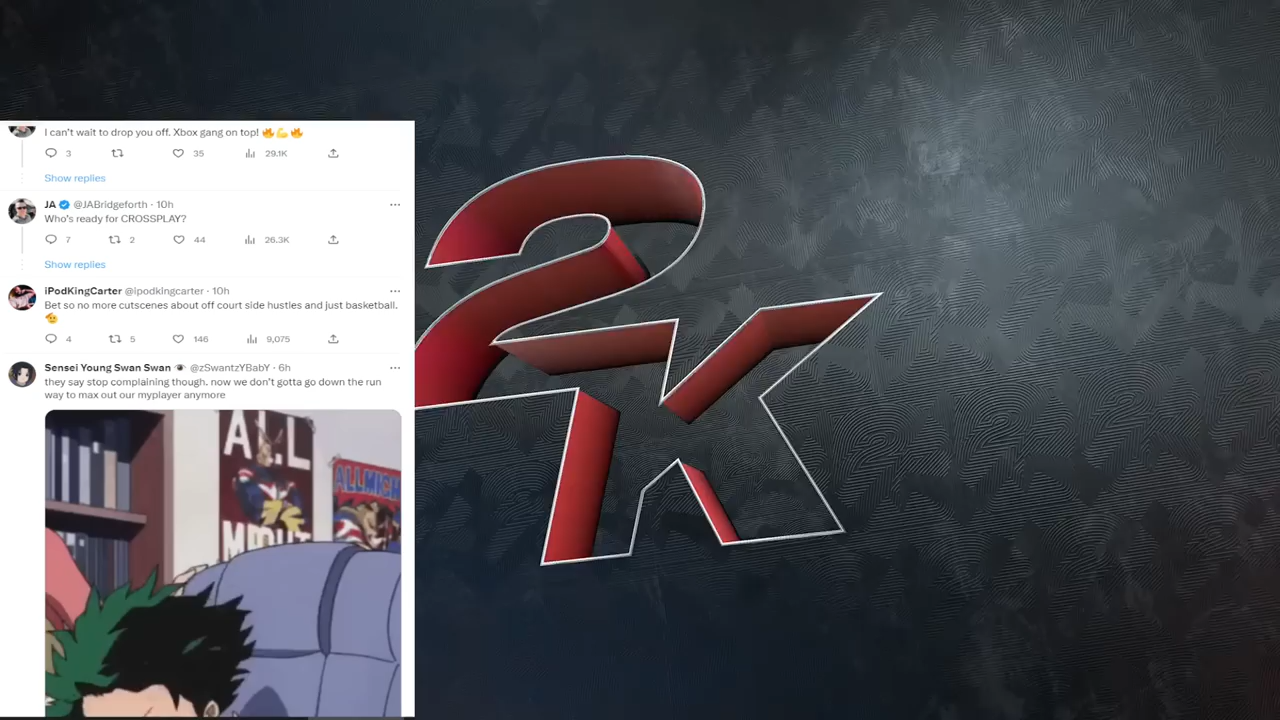 I can't wait to drop you off. Xbox gang on top! 🔥💪🔥
3 35 29.1K
Show replies
JA @JABridgeforth · 10h
Who's ready for CROSSPLAY?
7 2 44 26.3K
Show replies
iPodKingCarter @ipodkingcarter · 10h
Bet so no more cutscenes about off court side hustles and just basketball.
🫡
4 5 146 9,075
Sensei Young Swan Swan 👁 @zSwantzYBabY · 6h
they say stop complaining though. now we don't gotta go down the run
way to max out our myplayer anymore
ALL
MIGHT
ALLMIGH
2K